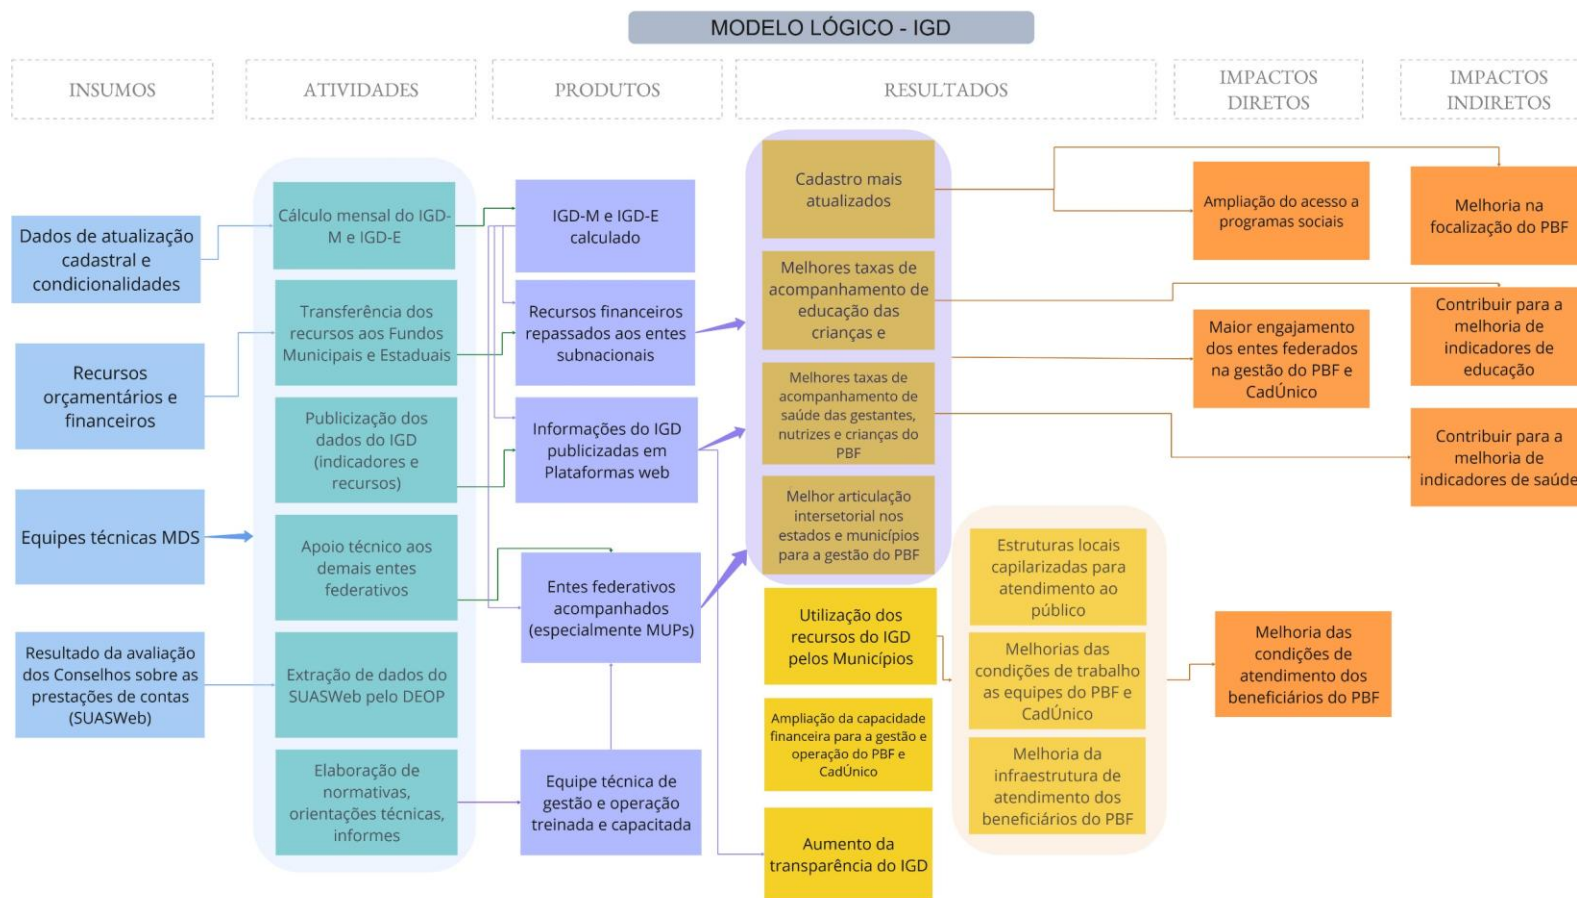 MODELO LÓGICO - IGD
INSUMOS
ATIVIDADES
PRODUTOS
RESULTADOS
IMPACTOS
DIRETOS
IMPACTOS
INDIRETOS
Dados de atualização
cadastral e
condicionalidades
Recursos
orçamentários e
financeiros
Equipes técnicas MDS
Resultado da avaliação
dos Conselhos sobre as
prestações de contas
(SUASWeb)
Cálculo mensal do IGD-
M e IGD-E
Transferência dos
recursos aos Fundos
Municipais e Estaduais
Publicização dos
dados do IGD
(indicadores e
recursos)
Apoio técnico aos
demais entes
federativos
Extração de dados do
SUASWeb pelo DEOP
Elaboração de
normativas,
orientações técnicas,
informes
IGD-M e IGD-E
calculado
Recursos financeiros
repassados aos entes
subnacionais
Informações do IGD
publicizadas em
Plataformas web
Entes federativos
acompanhados
(especialmente MUPs)
Equipe técnica de
gestão e operação
treinada e capacitada
Cadastro mais
atualizados
Melhores taxas de
acompanhamento de
educação das
crianças e
Melhores taxas de
acompanhamento de
saúde das gestantes,
nutrizes e crianças do
PBF
Melhor articulação
intersetorial nos
estados e municípios
para a gestão do PBF
Utilização dos
recursos do IGD
pelos Municípios
Ampliação da capacidade
financeira para a gestão e
operação do PBF e
CadÚnico
Aumento da
transparência do IGD
Estruturas locais
capilarizadas para
atendimento ao
público
Melhorias das
condições de trabalho
as equipes do PBF e
CadÚnico
Melhoria da
infraestrutura de
atendimento dos
beneficiários do PBF
Ampliação do acesso a
programas sociais
Maior engajamento
dos entes federados
na gestão do PBF e
CadÚnico
Melhoria das
condições de
atendimento dos
beneficiários do PBF
Melhoria na
focalização do PBF
Contribuir para a
melhoria de
indicadores de
educação
Contribuir para a
melhoria de
indicadores de saúde